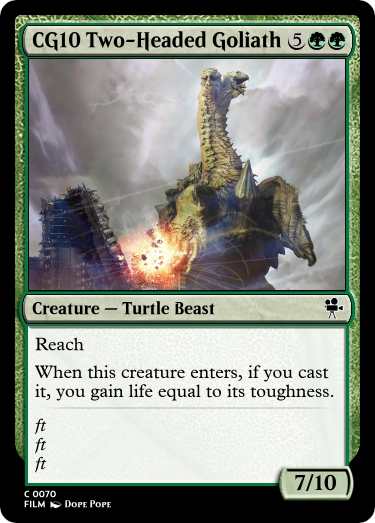 CG10 Two-Headed Goliath 5
Creature — Turtle Beast
Reach
When this creature enters, if you cast
it, you gain life equal to its toughness.
ft
ft
ft
7/10
C 0070
FILM Dope Pope